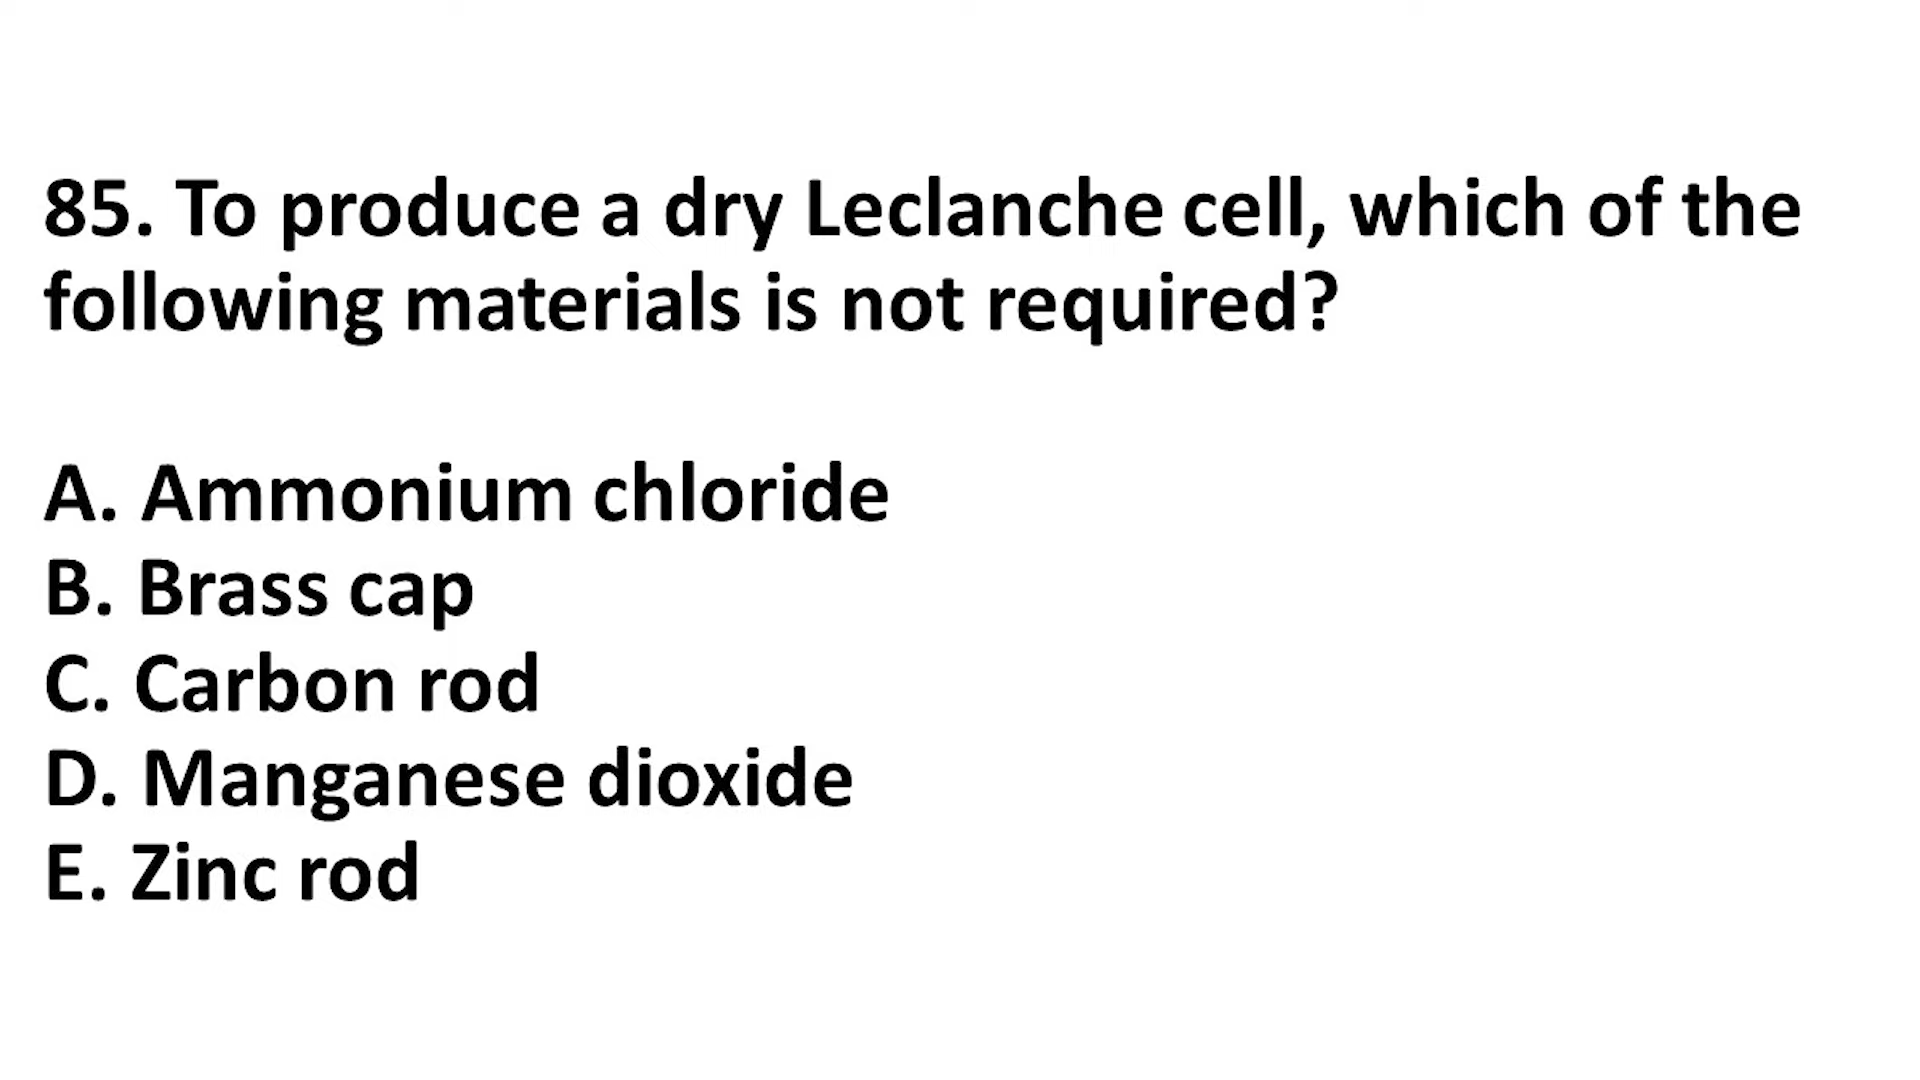 85. To produce a dry Leclanche cell, which of the
following materials is not required?
A. Ammonium chloride
B. Brass cap
C. Carbon rod
D. Manganese dioxide
E. Zinc rod